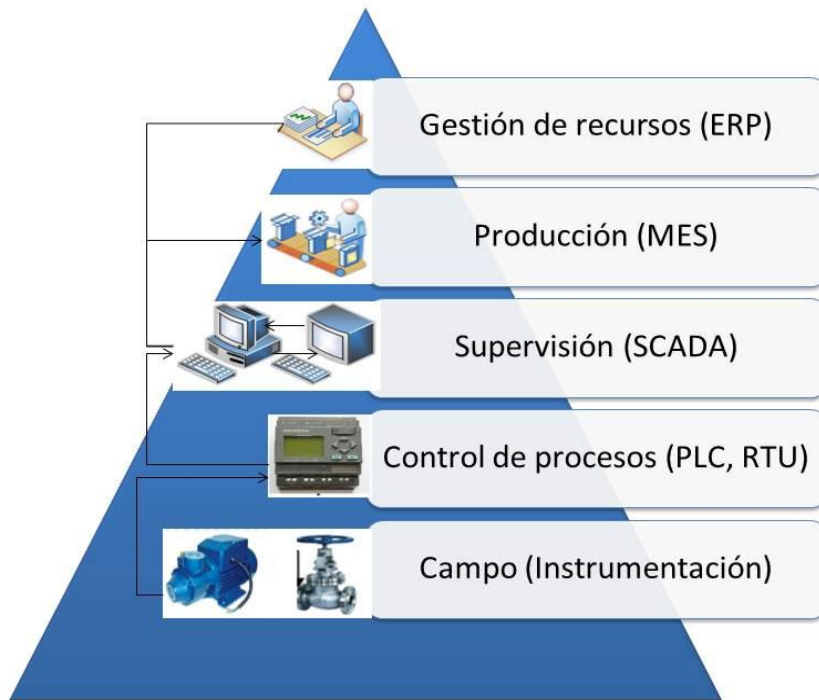 Gestión de recursos (ERP)
Producción (MES)
Supervisión (SCADA)
Control de procesos (PLC, RTU)
Campo (Instrumentación)